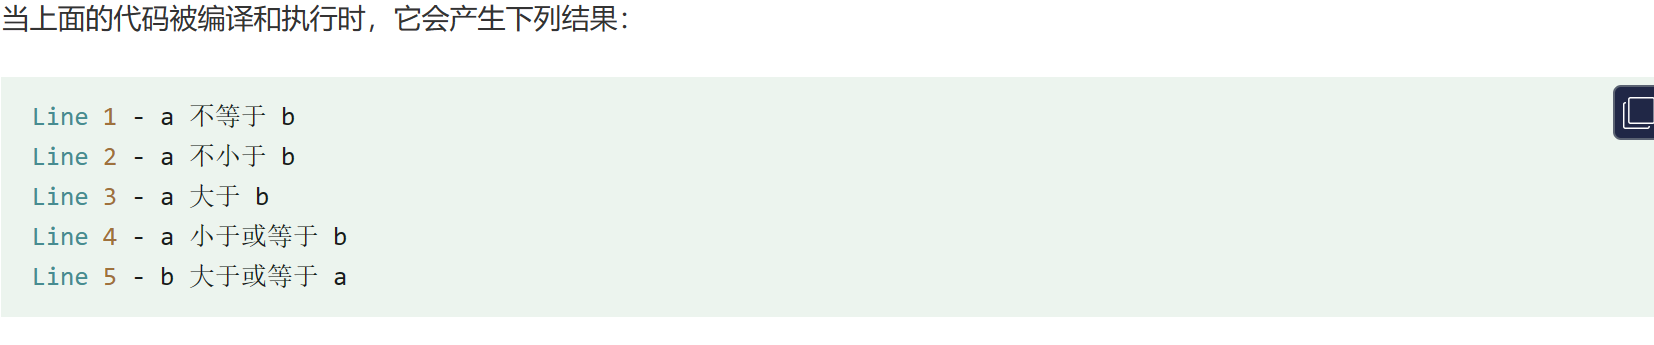 当上面的代码被编译和执行时，它会产生下列结果：
Line 1 - a 不等于 b
Line 2 - a 不小于 b
Line 3 - a 大于 b
Line 4 - a 小于或等于 b
Line 5 - b 大于或等于 a